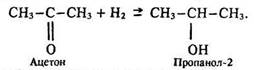 CH₃–C–CH₃ + H₂ ⇄ CH₃–CH–CH₃.
‖ |
O OH
Ацетон Пропанол-2